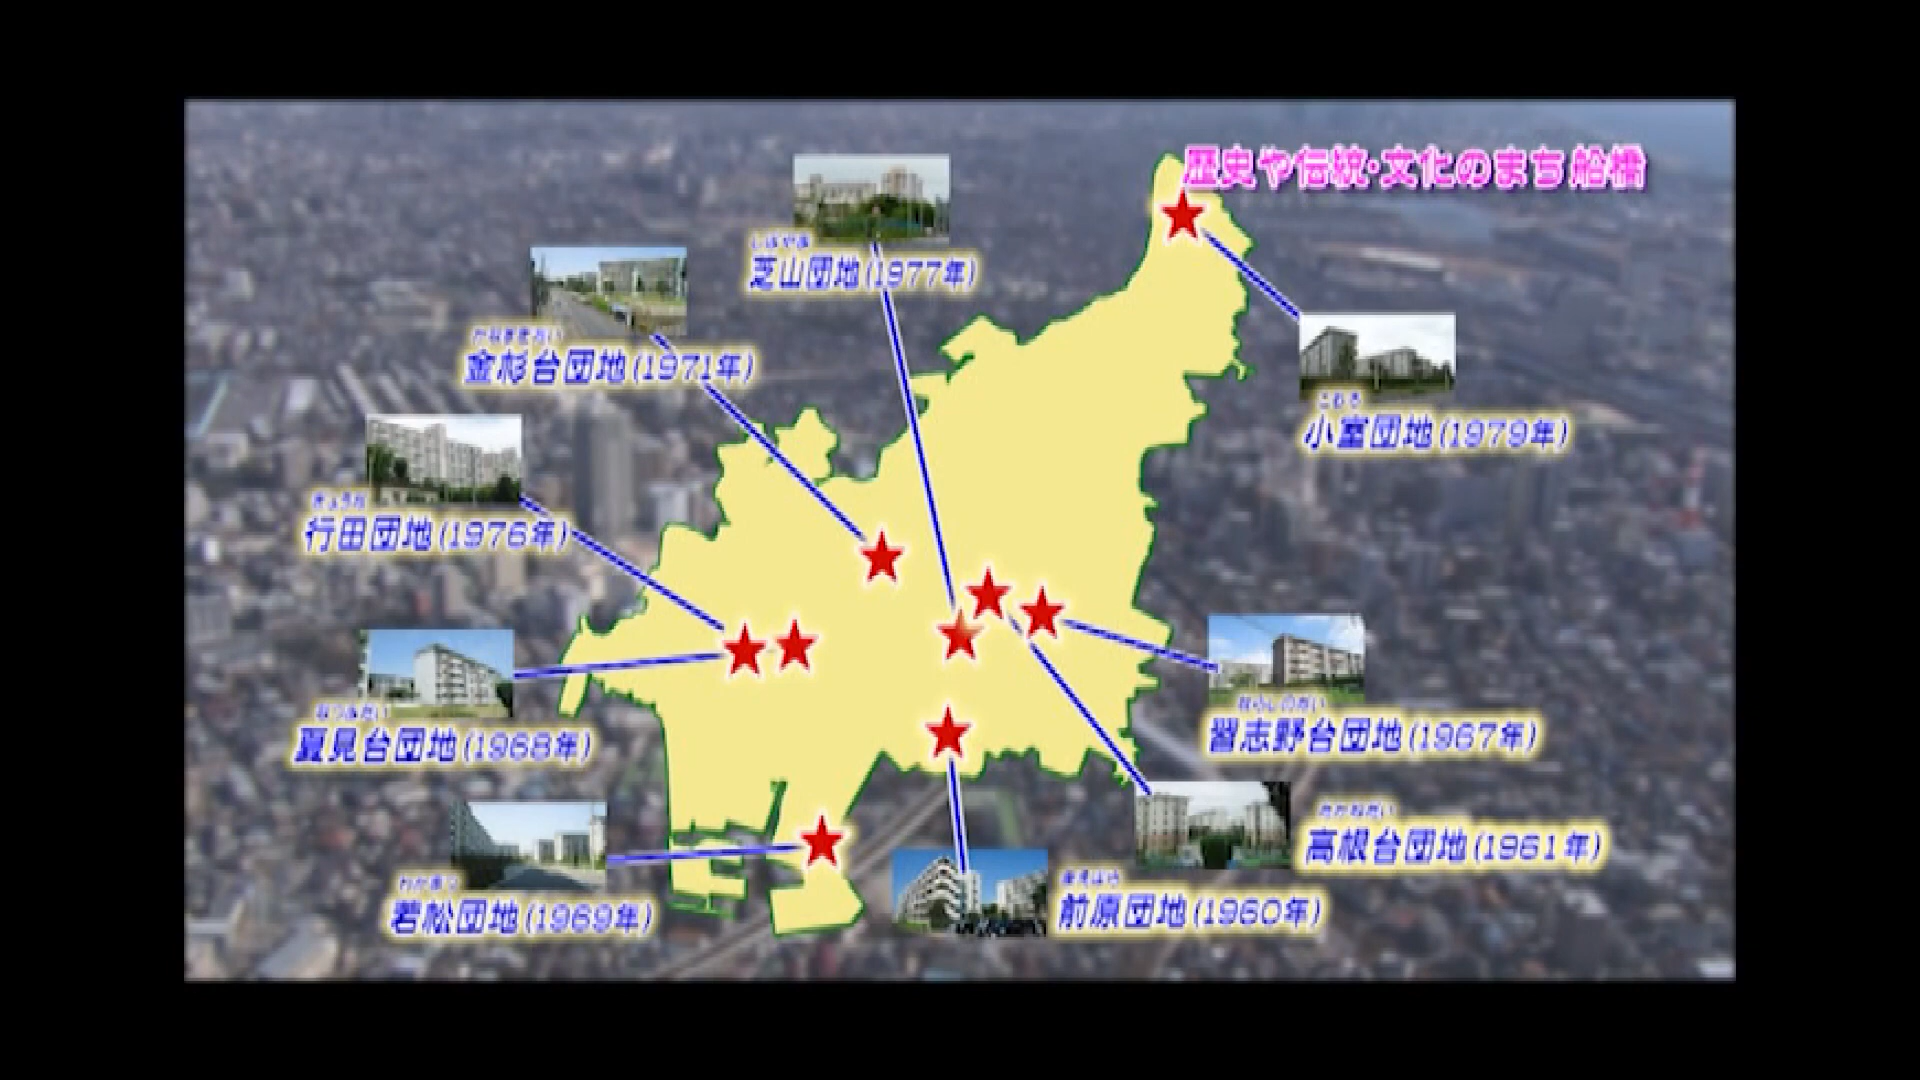 歴史や伝統・文化のまち 船橋
しばやま
芝山団地(1977年)
かなすぎだい
金杉台団地(1971年)
こむろ
小室団地(1979年)
ぎょうだ
行田団地(1976年)
なつみだい
夏見台団地(1968年)
ならしのだい
習志野台団地(1967年)
たかねだい
高根台団地(1961年)
わかまつ
若松団地(1969年)
まえばら
前原団地(1960年)